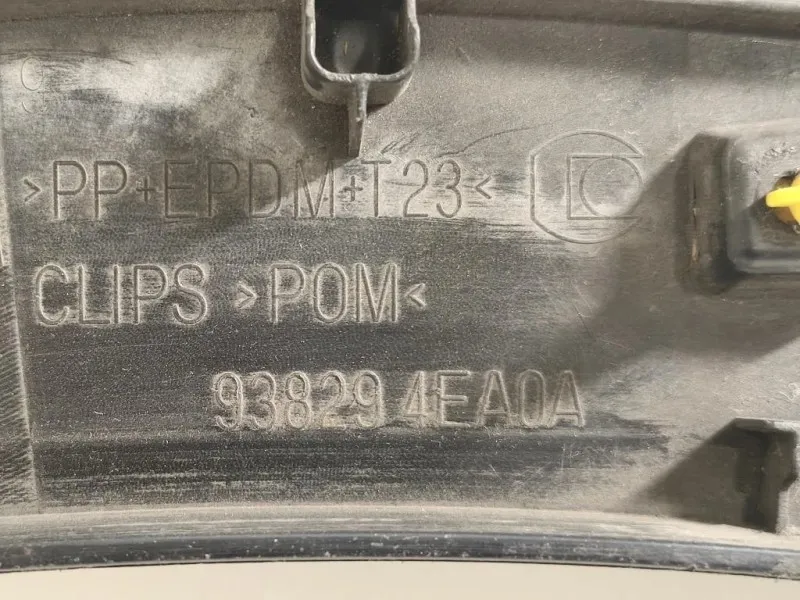 >PP+EPDM+T23<
CLIPS >POM<
93829 4EA0A